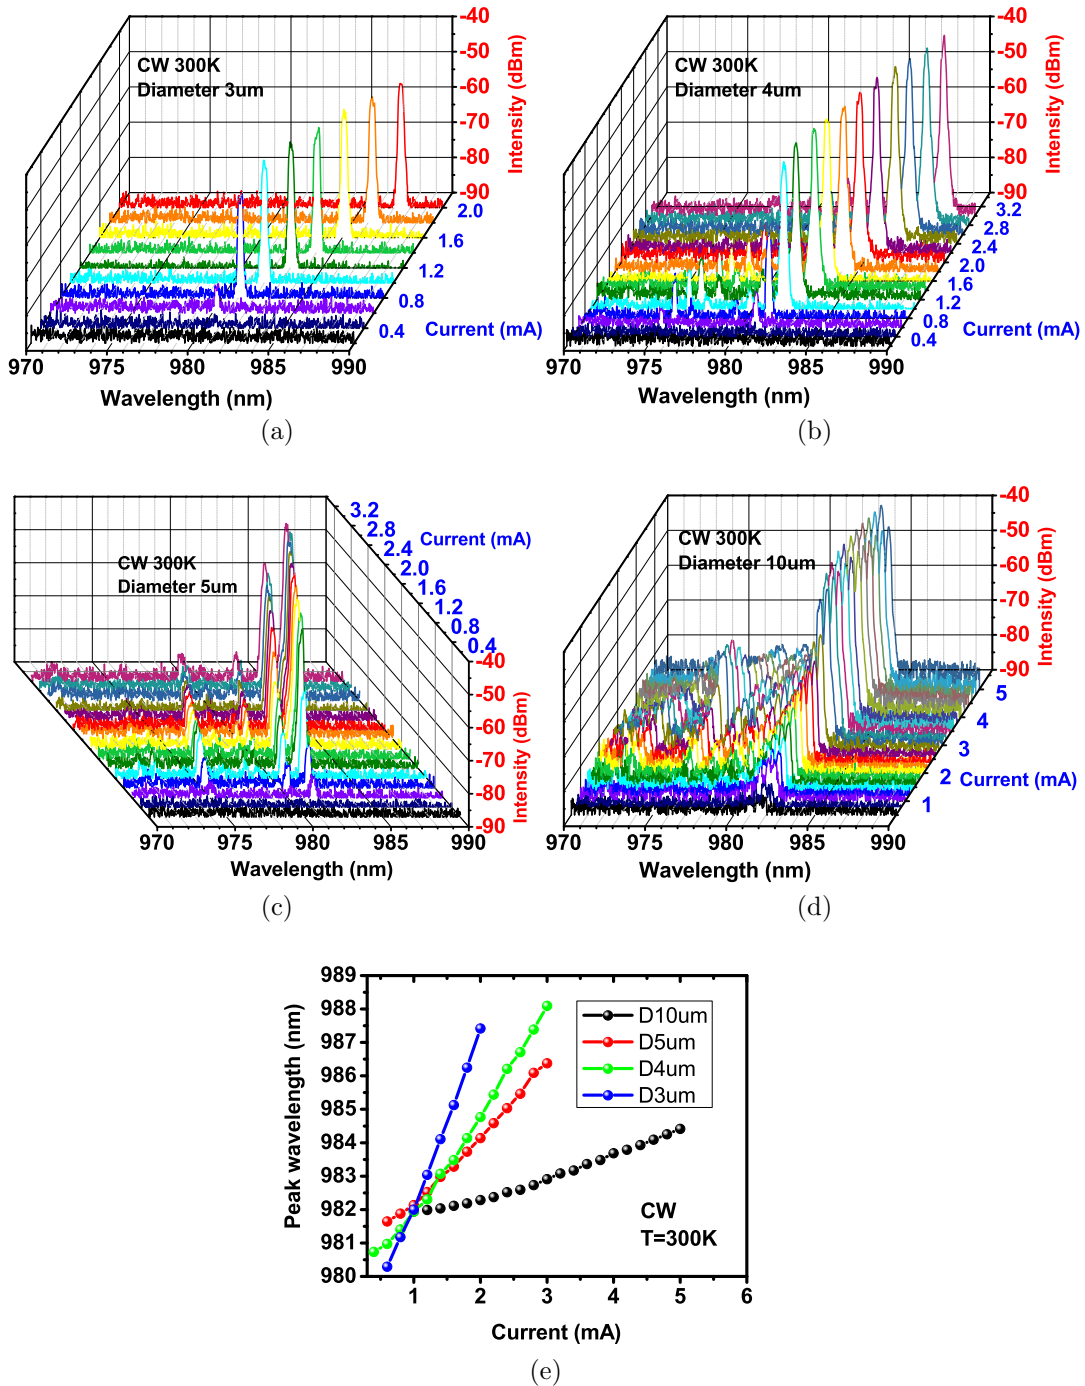 -40
CW 300K
Diameter 3um
-50
-60
-70
-80
-90
Intensity (dBm)
2.0
1.6
1.2
0.8
0.4
Current (mA)
970
975
980
985
990
Wavelength (nm)
(a)
-40
CW 300K
Diameter 4um
-50
-60
-70
-80
-90
Intensity (dBm)
3.2
2.8
2.4
2.0
1.6
1.2
0.8
0.4
Current (mA)
970
975
980
985
990
Wavelength (nm)
(b)
CW 300K
Diameter 5um
3.2
2.8
2.4
2.0
1.6
1.2
0.8
0.4
Current (mA)
-40
-50
-60
-70
-80
-90
Intensity (dBm)
970
975
980
985
990
Wavelength (nm)
(c)
-40
CW 300K
Diameter 10um
-50
-60
-70
-80
-90
Intensity (dBm)
5
4
3
2
1
Current (mA)
970
975
980
985
990
Wavelength (nm)
(d)
989
988
987
986
985
984
983
982
981
980
Peak wavelength (nm)
D10um
D5um
D4um
D3um
CW
T=300K
1
2
3
4
5
6
Current (mA)
(e)